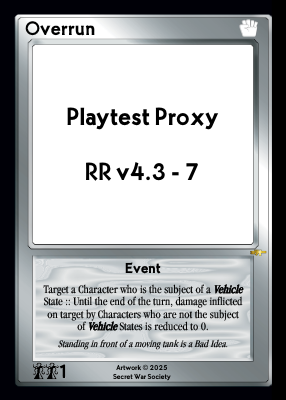 Overrun
Playtest Proxy
RR v4.3 - 7
Event
Target a Character who is the subject of a Vehicle
State :: Until the end of the turn, damage inflicted
on target by Characters who are not the subject
of Vehicle States is reduced to 0.
Standing in front of a moving tank is a Bad Idea.
1
Artwork © 2025
Secret War Society